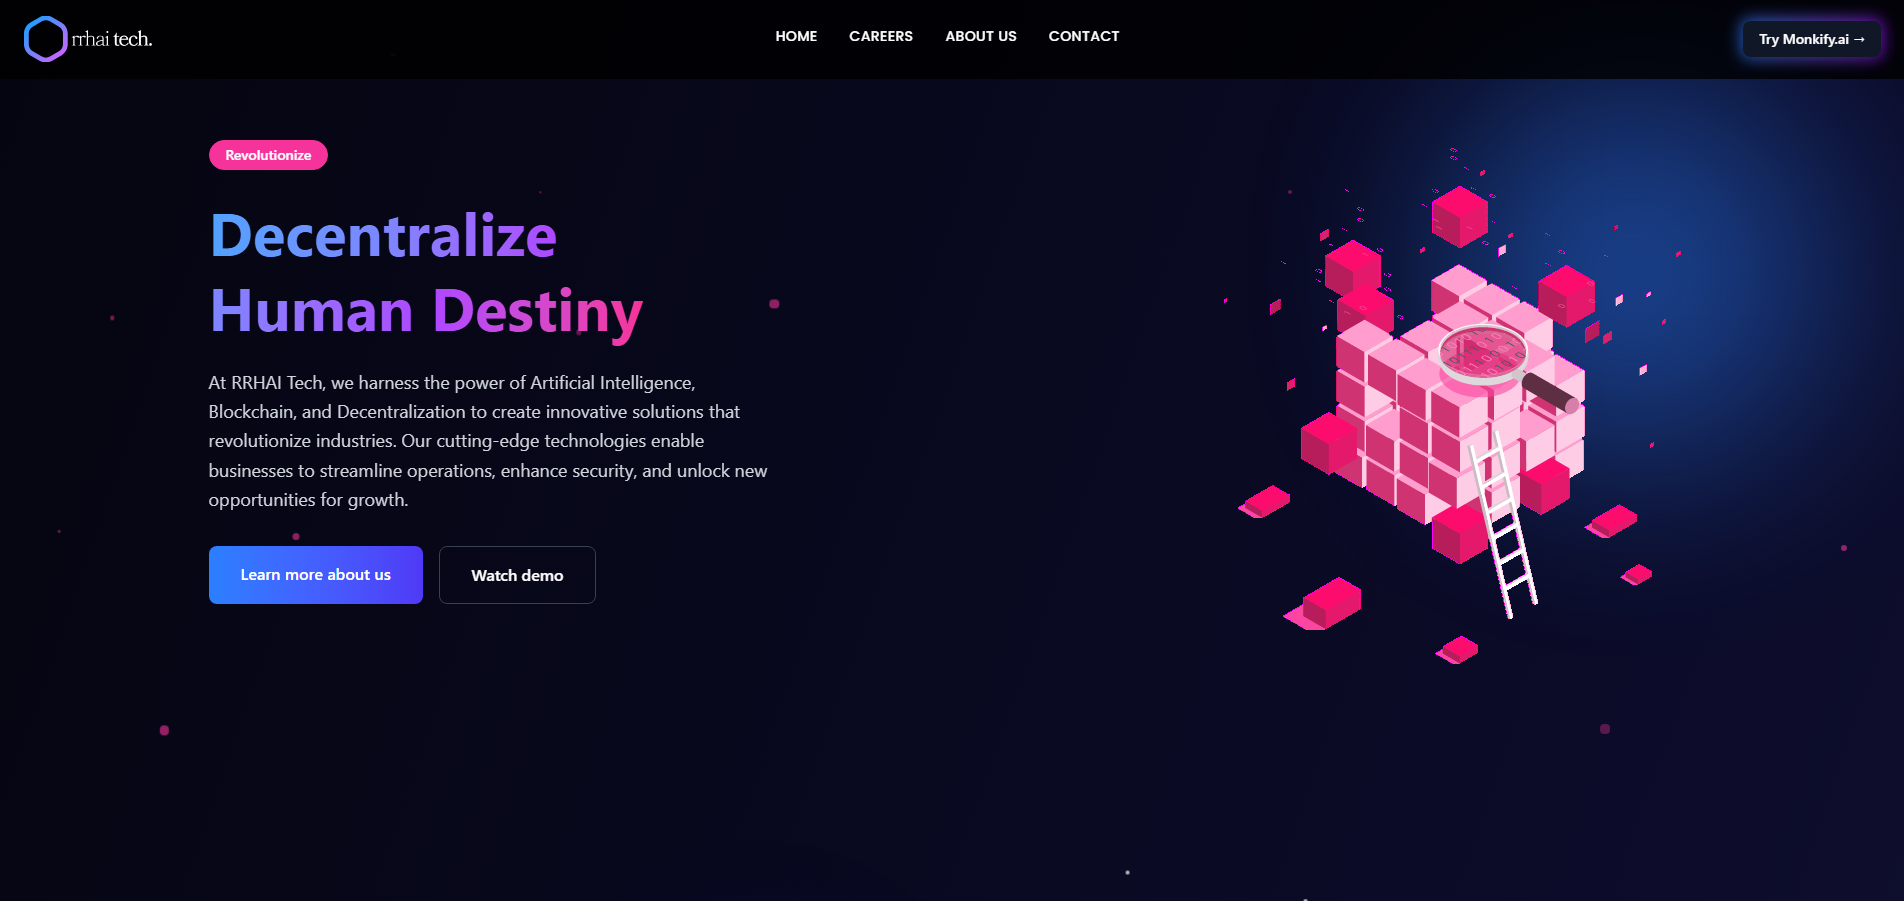 rrhai tech.
HOME CAREERS ABOUT US CONTACT
Try Monkify.ai →
Revolutionize
Decentralize
Human Destiny
At RRHAI Tech, we harness the power of Artificial Intelligence,
Blockchain, and Decentralization to create innovative solutions that
revolutionize industries. Our cutting-edge technologies enable
businesses to streamline operations, enhance security, and unlock new
opportunities for growth.
Learn more about us
Watch demo